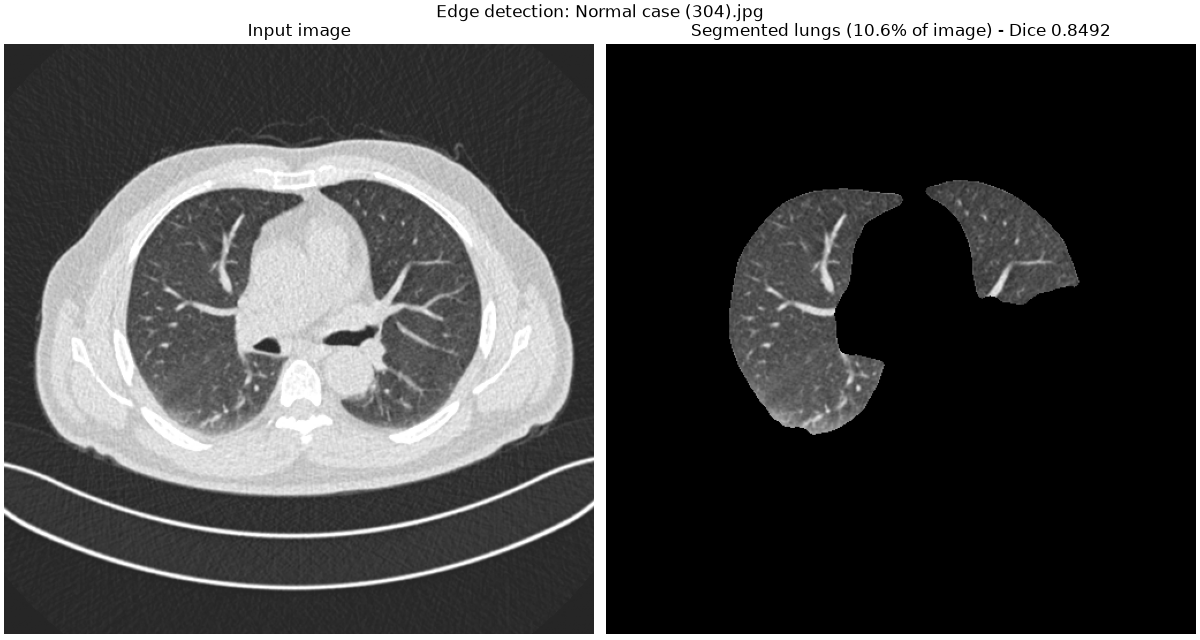 Edge detection: Normal case (304).jpg
Input image
Segmented lungs (10.6% of image) - Dice 0.8492